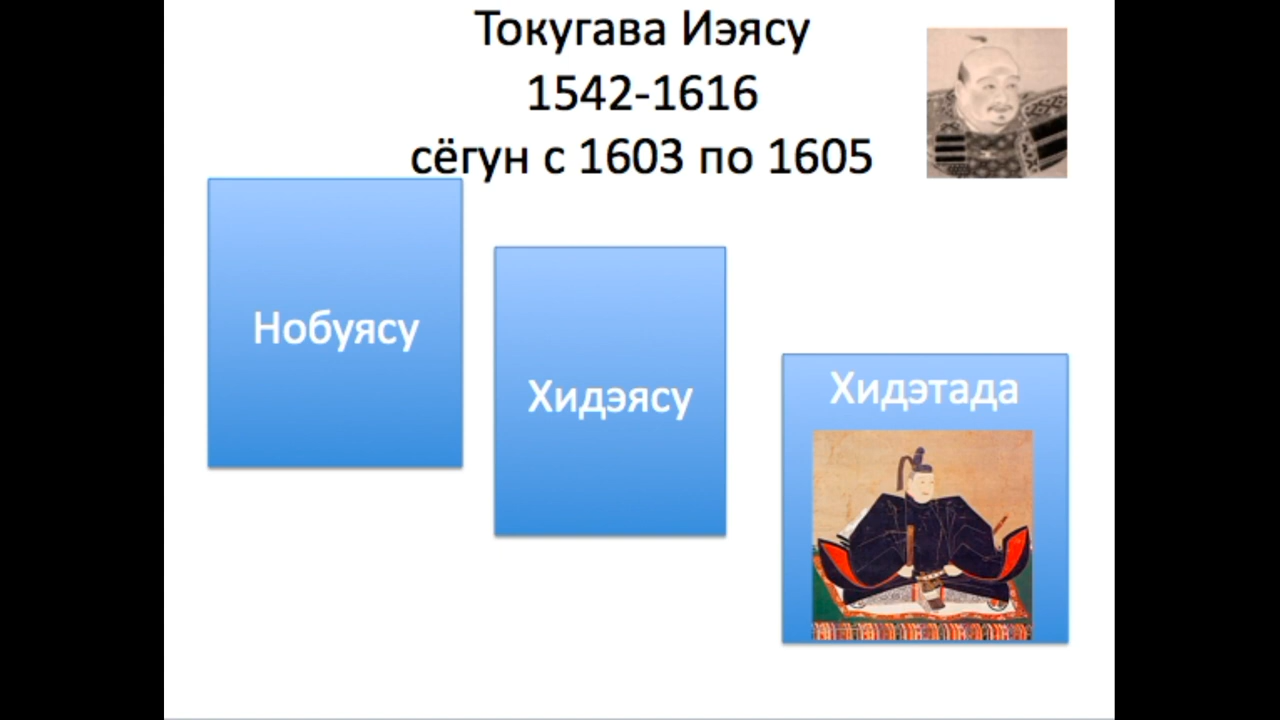 Токугава Иэясу
1542-1616
сёгун с 1603 по 1605
Нобуясу
Хидэясу
Хидэтада